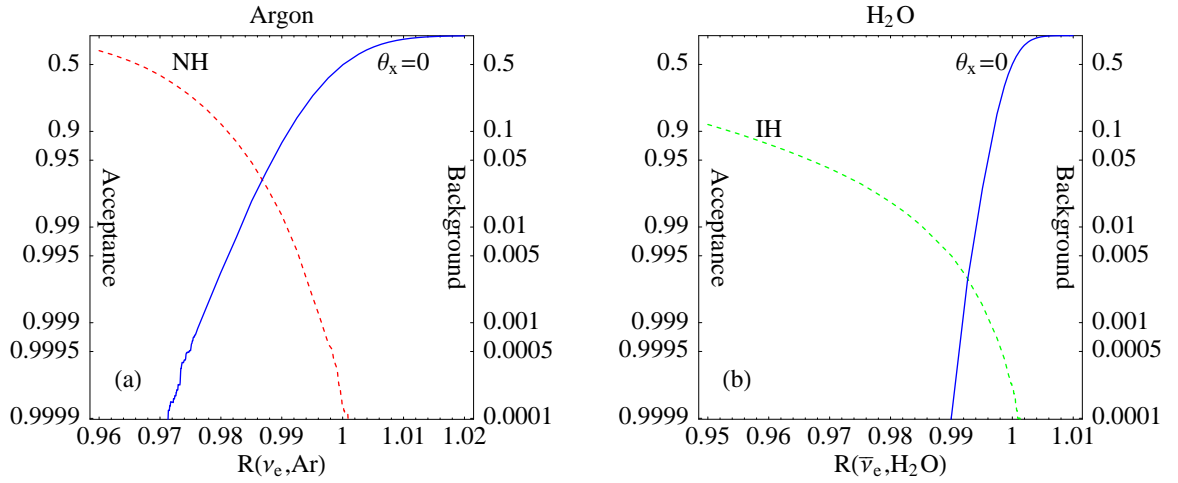 Argon
NH
θx=0
0.5
0.9
0.95
0.99
0.995
0.999
0.9995
0.9999
Acceptance
0.5
0.1
0.05
0.01
0.005
0.001
0.0005
0.0001
Background
(a)
0.96 0.97 0.98 0.99 1 1.01 1.02
R(νe,Ar)
H2O
IH
θx=0
0.5
0.9
0.95
0.99
0.995
0.999
0.9995
0.9999
Acceptance
0.5
0.1
0.05
0.01
0.005
0.001
0.0005
0.0001
Background
(b)
0.95 0.96 0.97 0.98 0.99 1 1.01
R(ν̅e,H2O)